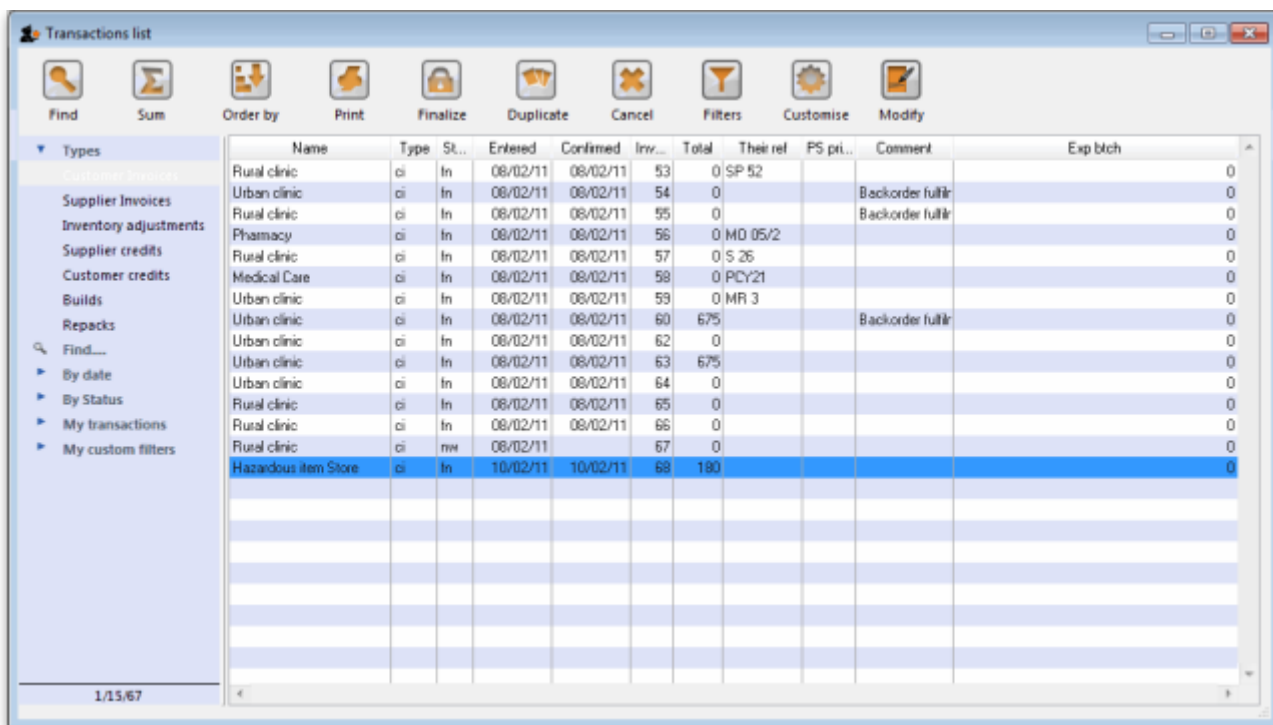 Transactions list
Find Sum Order by Print Finalize Duplicate Cancel Filters Customise Modify
Types
Customer Invoices
Supplier Invoices
Inventory adjustments
Supplier credits
Customer credits
Builds
Repacks
Find....
By date
By Status
My transactions
My custom filters
1/15/67
Name Type St... Entered Confirmed Inv... Total Their ref PS pri... Comment Exp btch
Rural clinic ci fn 08/02/11 08/02/11 53 0 SP 52 0
Urban clinic ci fn 08/02/11 08/02/11 54 0 Backorder fulfilr 0
Rural clinic ci fn 08/02/11 08/02/11 55 0 Backorder fulfilr 0
Pharmacy ci fn 08/02/11 08/02/11 56 0 MO 05/2 0
Rural clinic ci fn 08/02/11 08/02/11 57 0 S 26 0
Medical Care ci fn 08/02/11 08/02/11 58 0 PCY21 0
Urban clinic ci fn 08/02/11 08/02/11 59 0 MR 3 0
Urban clinic ci fn 08/02/11 08/02/11 60 675 Backorder fulfilr 0
Urban clinic ci fn 08/02/11 08/02/11 62 0 0
Urban clinic ci fn 08/02/11 08/02/11 63 675 0
Urban clinic ci fn 08/02/11 08/02/11 64 0 0
Rural clinic ci fn 08/02/11 08/02/11 65 0 0
Rural clinic ci fn 08/02/11 08/02/11 66 0 0
Rural clinic ci nw 08/02/11 67 0 0
Hazardous item Store ci fn 10/02/11 10/02/11 68 180 0